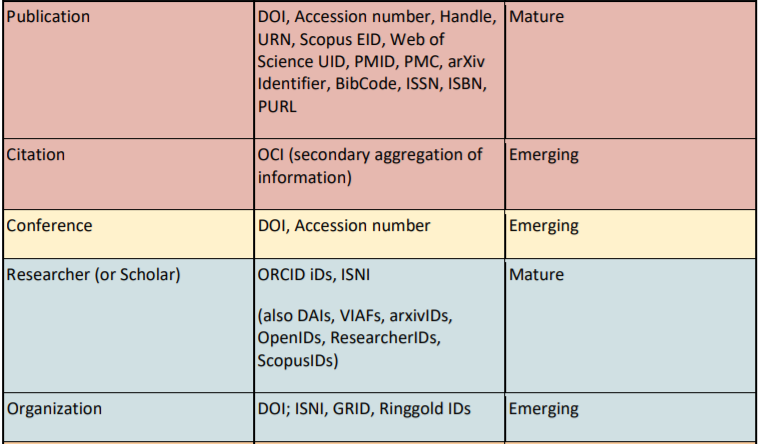 Publication
DOI, Accession number, Handle,
URN, Scopus EID, Web of
Science UID, PMID, PMC, arXiv
Identifier, BibCode, ISSN, ISBN,
PURL
Mature
Citation
OCI (secondary aggregation of
information)
Emerging
Conference
DOI, Accession number
Emerging
Researcher (or Scholar)
ORCID iDs, ISNI
(also DAIs, VIAFs, arxivIDs,
OpenIDs, ResearcherIDs,
ScopusIDs)
Mature
Organization
DOI; ISNI, GRID, Ringgold IDs
Emerging